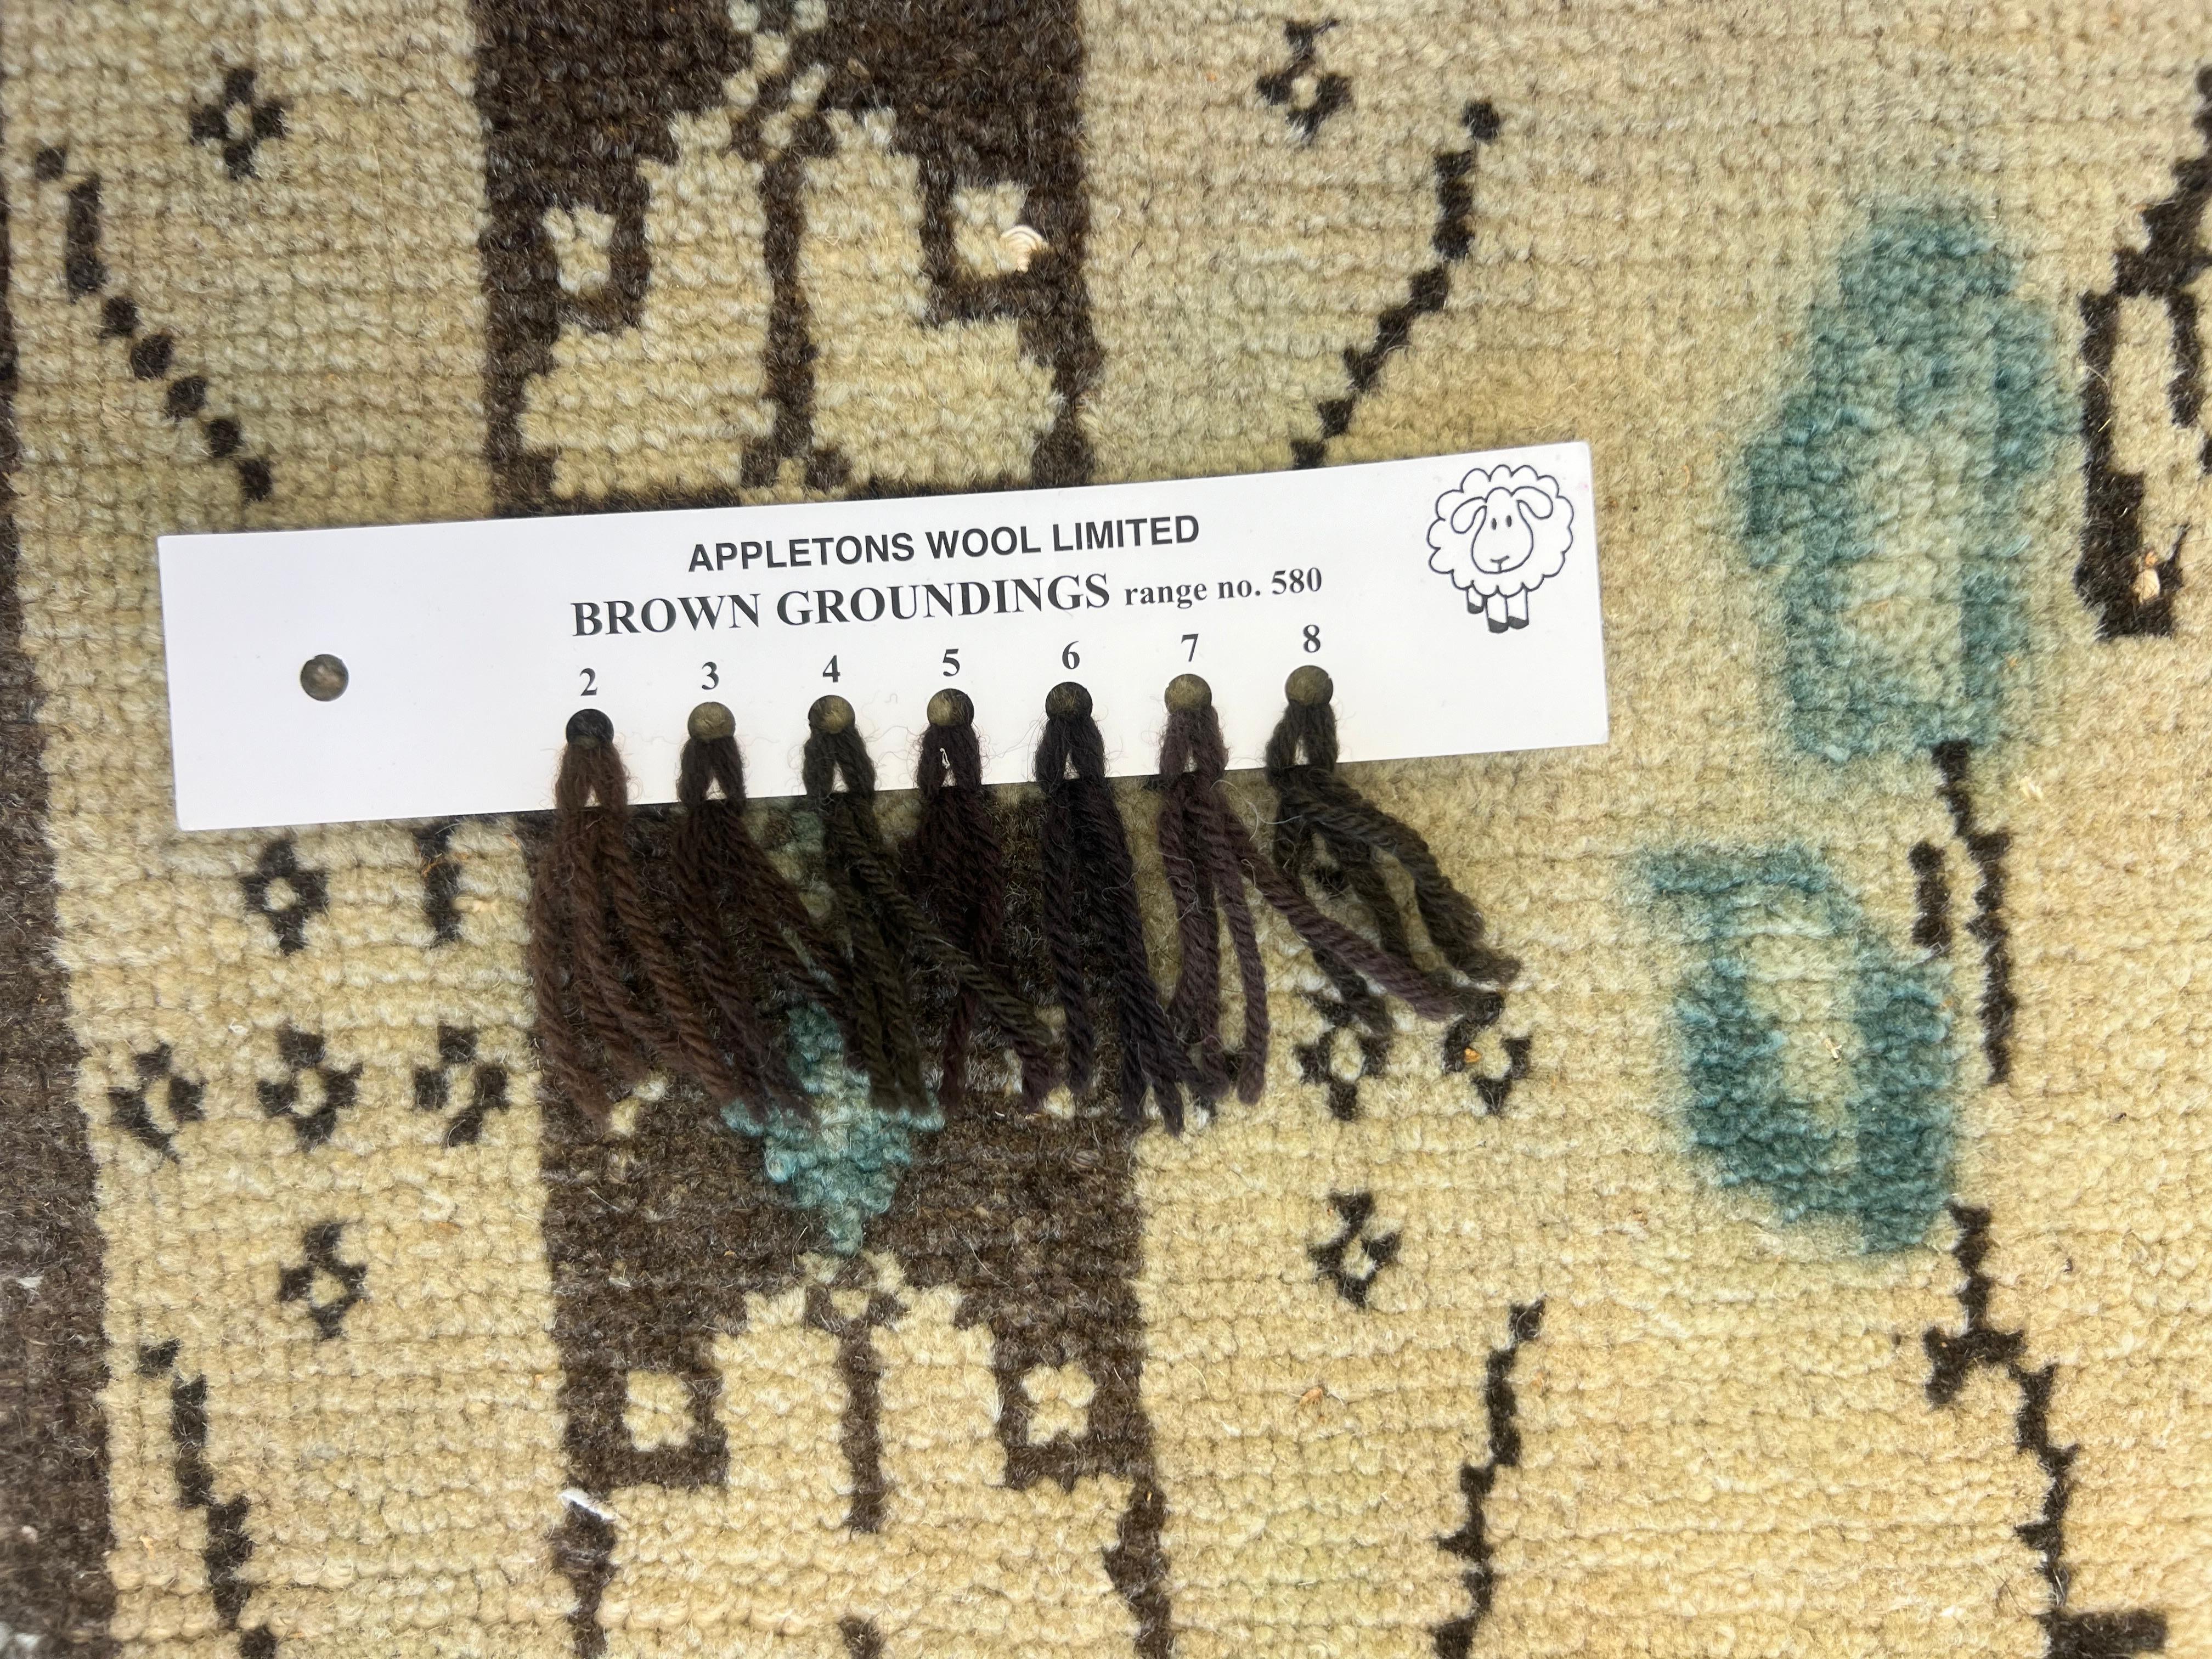 APPLETONS WOOL LIMITED
BROWN GROUNDINGS range no. 580
2 3 4 5 6 7 8